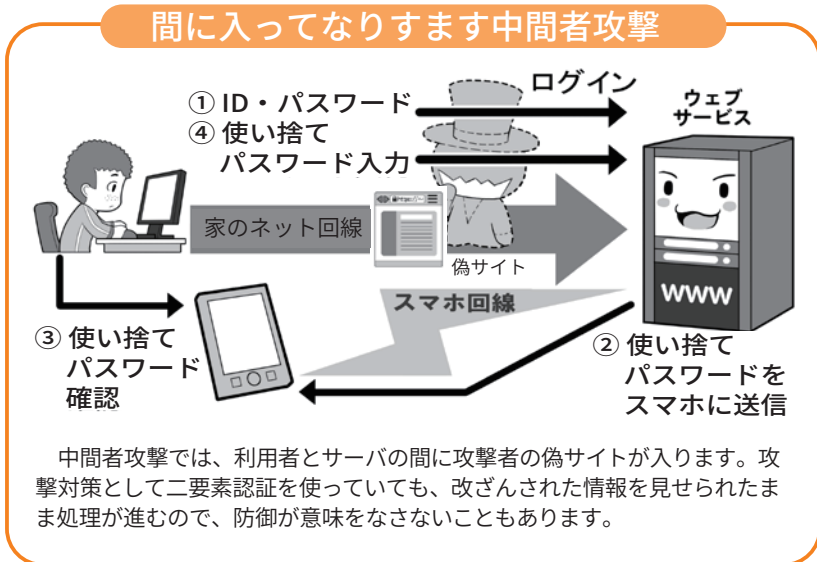 間に入ってなりすます中間者攻撃
① ID・パスワード
④ 使い捨て
パスワード入力
ログイン
ウェブ
サービス
家のネット回線
偽サイト
スマホ回線
WWW
③ 使い捨て
パスワード
確認
② 使い捨て
パスワードを
スマホに送信
中間者攻撃では、利用者とサーバの間に攻撃者の偽サイトが入ります。攻
撃対策として二要素認証を使っていても、改ざんされた情報を見せられたま
ま処理が進むので、防御が意味をなさないこともあります。